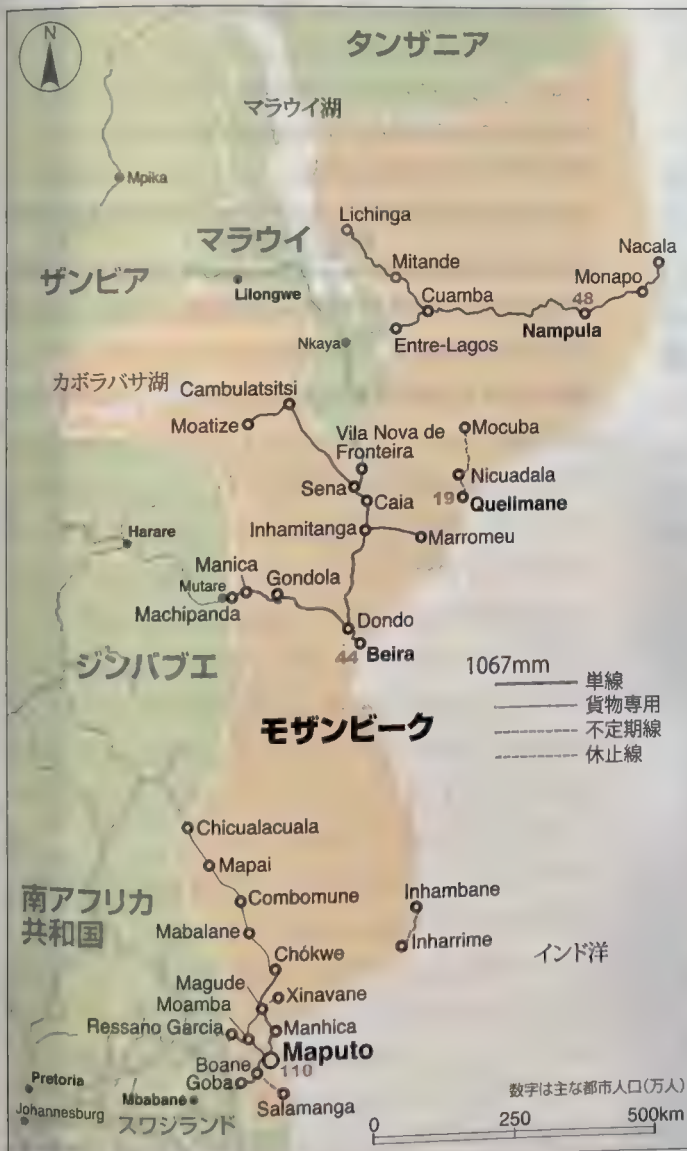 N
タンザニア
マラウイ湖
Mpika
Lichinga
マラウイ
Nacala
Mitande
ザンビア
Monapo
Lilongwe
Cuamba
48
Nampula
Nkaya
Entre-Lagos
カボラバサ湖
Cambulatsitsi
Moatize
Vila Nova de
Fronteira
Mocuba
Sena
Nicuadala
Caia
19
Quelimane
Inhamitanga
Marromeu
Harare
Manica
Gondola
Mutare
Machipanda
Dondo
44
Beira
ジンバブエ
1067mm
単線
貨物専用
不定期線
休止線
モザンビーク
Chicualacuala
Mapai
南アフリカ
共和国
Combomune
Inhambane
Mabalane
Inharrime
インド洋
Chókwe
Magude
Xinavane
Moamba
Ressano Garcia
Manhica
Maputo
110
Boane
Goba
Pretoria
Mbabane
Salamanga
数字は主な都市人口(万人)
Johannesburg
スワジランド
0
250
500km